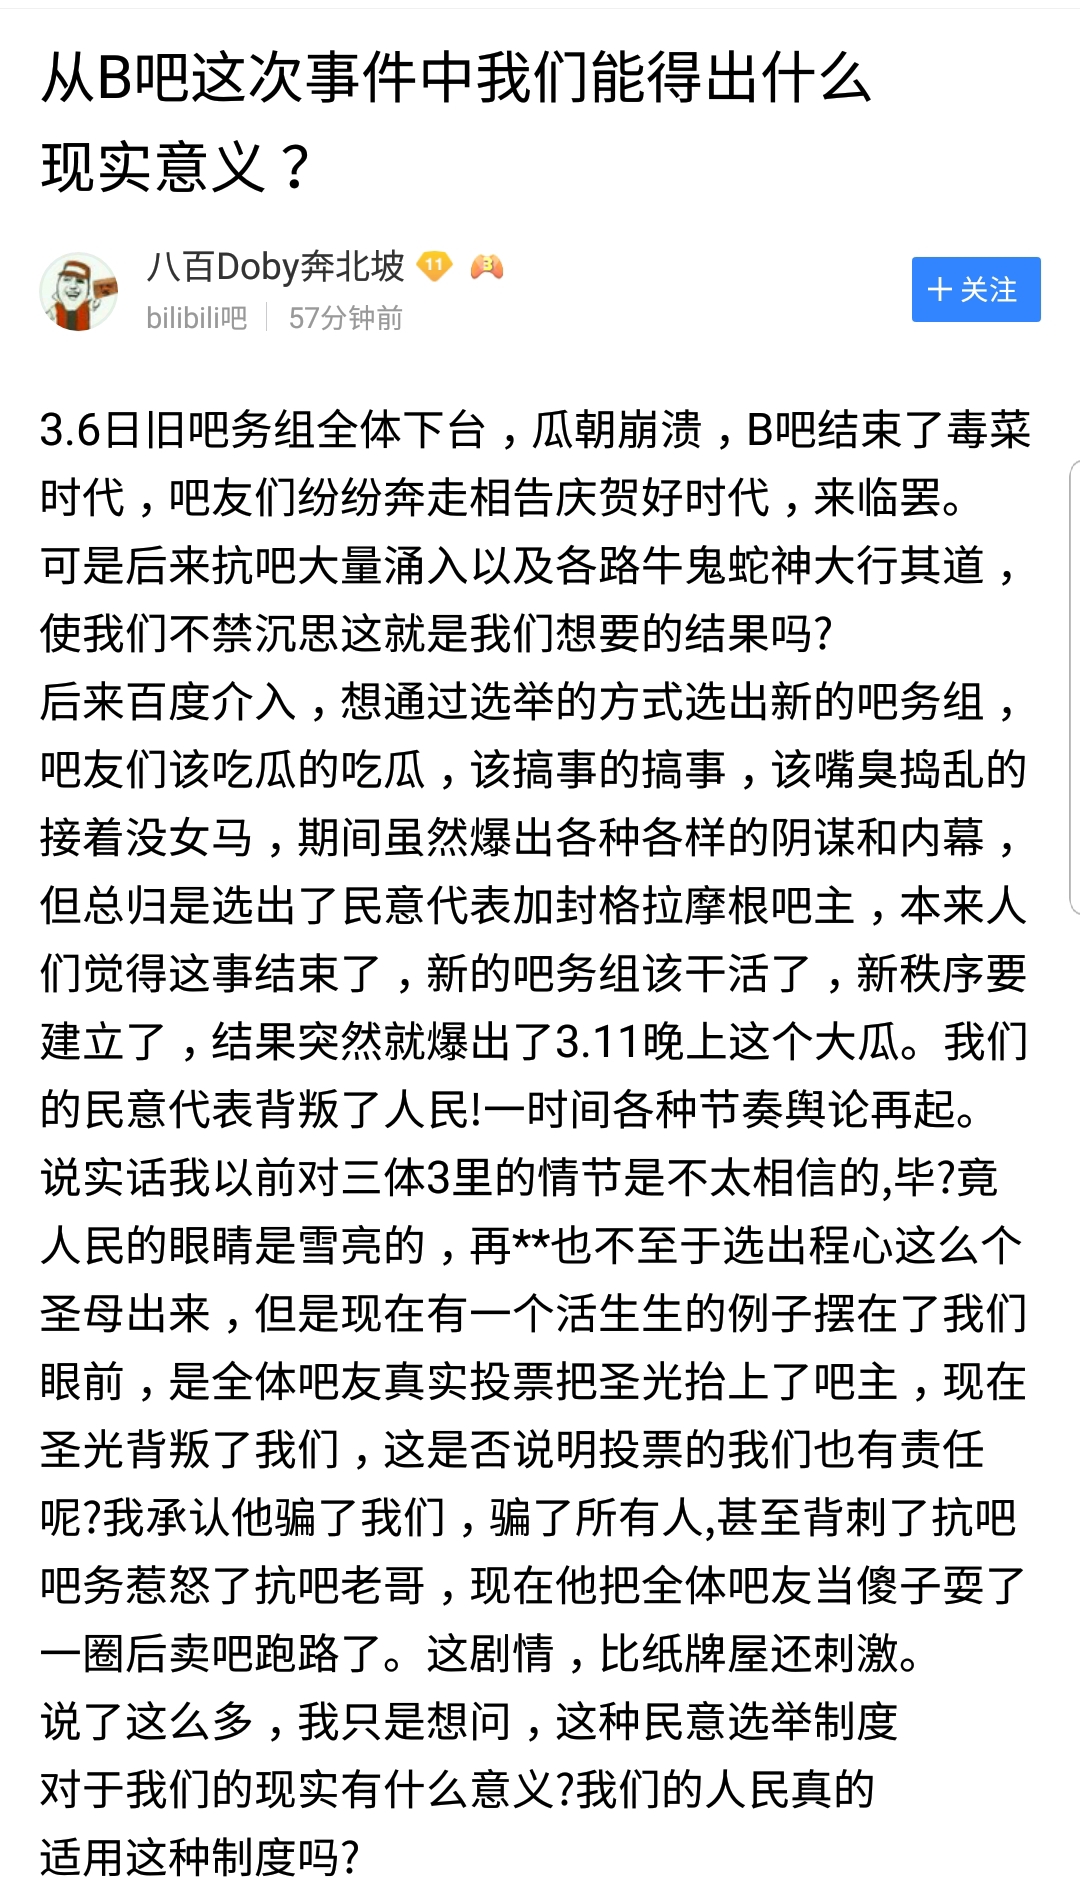 从B吧这次事件中我们能得出什么
现实意义？
八百Doby奔北坡 11 3
bilibili吧 57分钟前
+ 关注
3.6日旧吧务组全体下台，瓜朝崩溃，B吧结束了毒菜
时代，吧友们纷纷奔走相告庆贺好时代，来临罢。
可是后来抗吧大量涌入以及各路牛鬼蛇神大行其道，
使我们不禁沉思这就是我们想要的结果吗?
后来百度介入，想通过选举的方式选出新的吧务组，
吧友们该吃瓜的吃瓜，该搞事的搞事，该嘴臭捣乱的
接着没女马，期间虽然爆出各种各样的阴谋和内幕，
但总归是选出了民意代表加封格拉摩根吧主，本来人
们觉得这事结束了，新的吧务组该干活了，新秩序要
建立了，结果突然就爆出了3.11晚上这个大瓜。我们
的民意代表背叛了人民!一时间各种节奏舆论再起。
说实话我以前对三体3里的情节是不太相信的,毕?竟
人民的眼睛是雪亮的，再**也不至于选出程心这么个
圣母出来，但是现在有一个活生生的例子摆在了我们
眼前，是全体吧友真实投票把圣光抬上了吧主，现在
圣光背叛了我们，这是否说明投票的我们也有责任
呢?我承认他骗了我们，骗了所有人,甚至背刺了抗吧
吧务惹怒了抗吧老哥，现在他把全体吧友当傻子耍了
一圈后卖吧跑路了。这剧情，比纸牌屋还刺激。
说了这么多，我只是想问，这种民意选举制度
对于我们的现实有什么意义?我们的人民真的
适用这种制度吗?